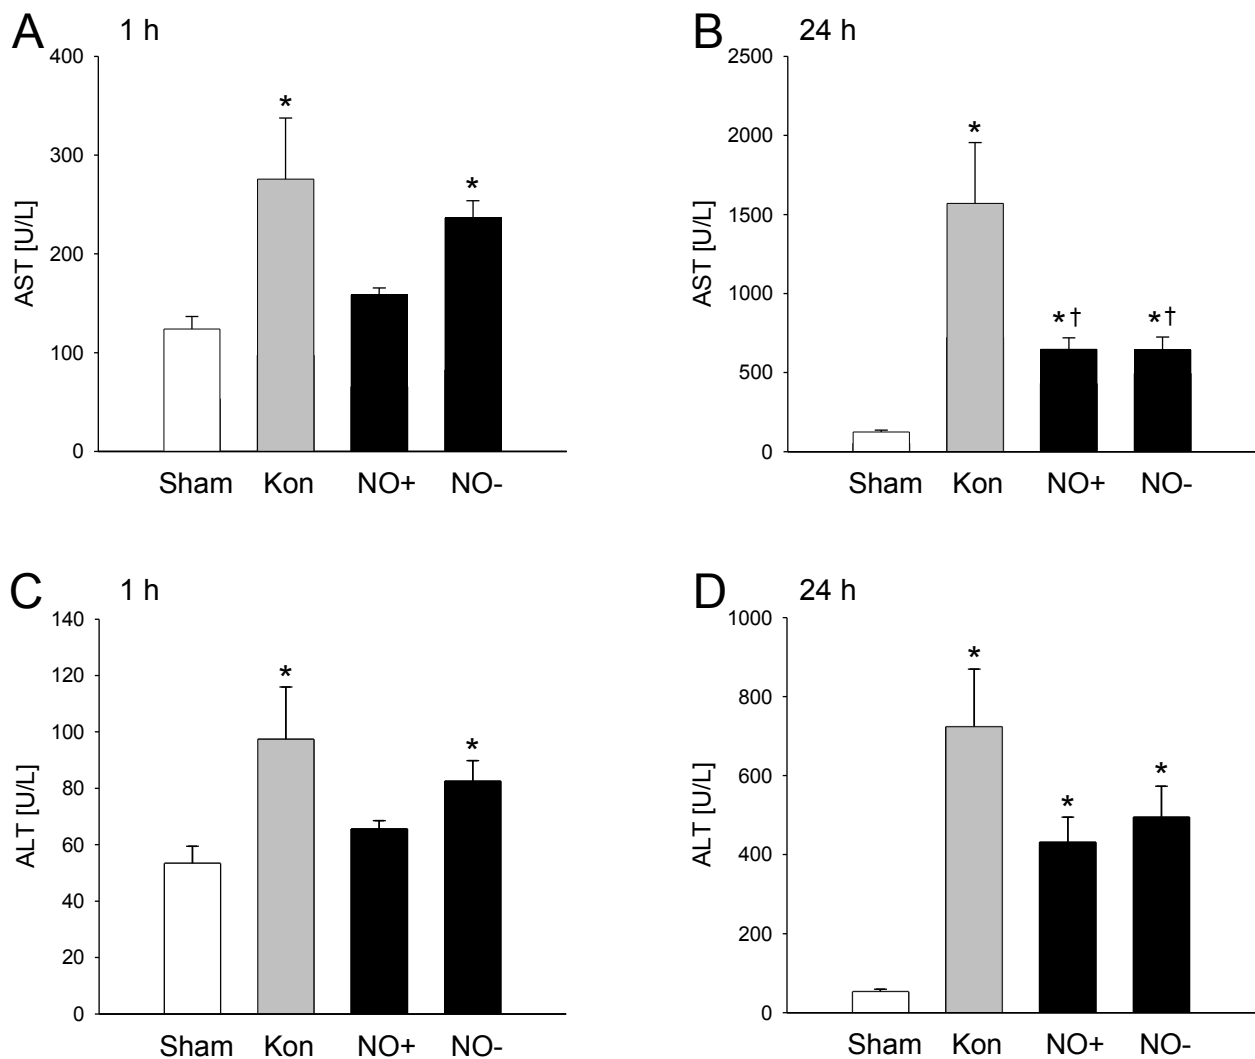 A 1 h
400
300
200
100
0
AST [U/L]
*
*
Sham Kon NO+ NO-
B 24 h
2500
2000
1500
1000
500
0
AST [U/L]
*
*† *†
Sham Kon NO+ NO-
C 1 h
140
120
100
80
60
40
20
0
ALT [U/L]
*
*
Sham Kon NO+ NO-
D 24 h
1000
800
600
400
200
0
ALT [U/L]
*
*
*
Sham Kon NO+ NO-